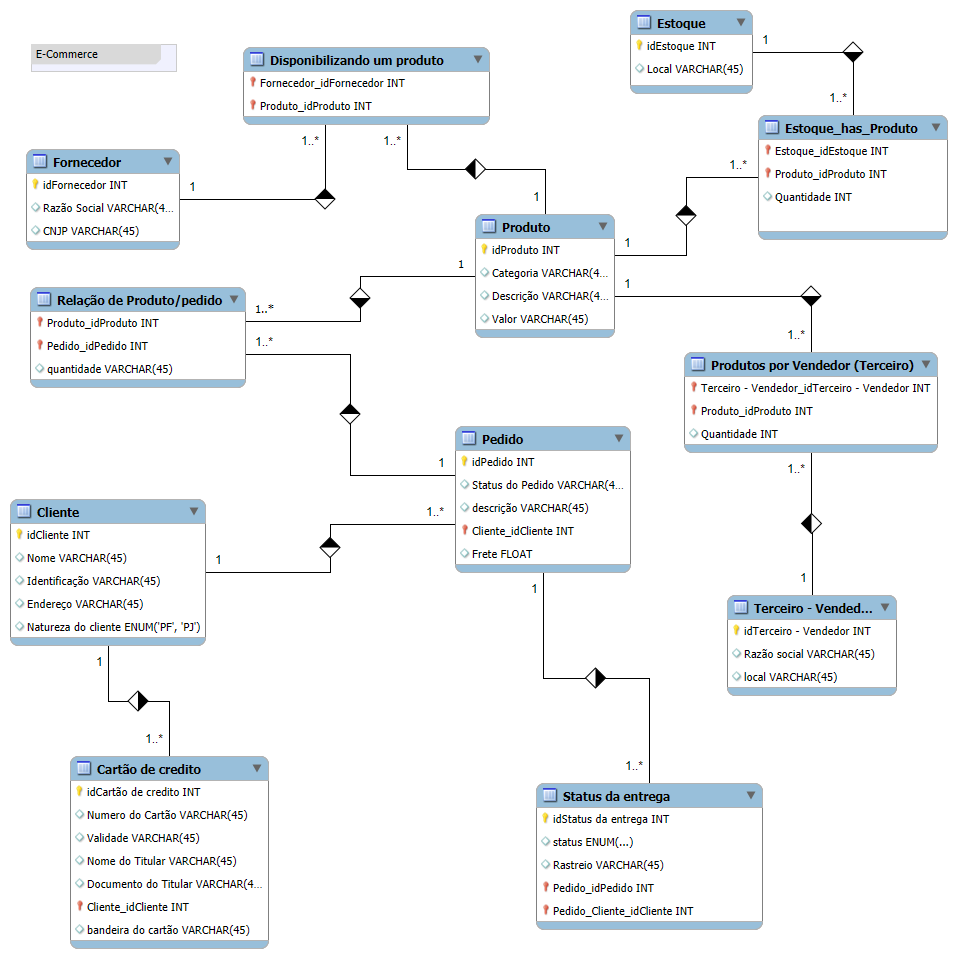 E-Commerce
Estoque
idEstoque INT
Local VARCHAR(45)
1
1..*
Disponibilizando um produto
Fornecedor_idFornecedor INT
Produto_idProduto INT
1..*
1..*
Estoque_has_Produto
Estoque_idEstoque INT
Produto_idProduto INT
Quantidade INT
1..*
Fornecedor
idFornecedor INT
Razão Social VARCHAR(4...
CNJP VARCHAR(45)
1
1
Produto
idProduto INT
Categoria VARCHAR(4...
Descrição VARCHAR(4...
Valor VARCHAR(45)
1
1
1
Relação de Produto/pedido
Produto_idProduto INT
Pedido_idPedido INT
quantidade VARCHAR(45)
1..*
1..*
1..*
Produtos por Vendedor (Terceiro)
Terceiro - Vendedor_idTerceiro - Vendedor INT
Produto_idProduto INT
Quantidade INT
1..*
Pedido
idPedido INT
Status do Pedido VARCHAR(4...
descrição VARCHAR(45)
Cliente_idCliente INT
Frete FLOAT
1
1..*
1
Cliente
idCliente INT
Nome VARCHAR(45)
Identificação VARCHAR(45)
Endereço VARCHAR(45)
Natureza do cliente ENUM('PF', 'PJ')
1
1
1
Terceiro - Vended...
idTerceiro - Vendedor INT
Razão social VARCHAR(45)
local VARCHAR(45)
1..*
Cartão de credito
idCartão de credito INT
Numero do Cartão VARCHAR(45)
Validade VARCHAR(45)
Nome do Titular VARCHAR(45)
Documento do Titular VARCHAR(4...
Cliente_idCliente INT
bandeira do cartão VARCHAR(45)
1..*
Status da entrega
idStatus da entrega INT
status ENUM(...)
Rastreio VARCHAR(45)
Pedido_idPedido INT
Pedido_Cliente_idCliente INT